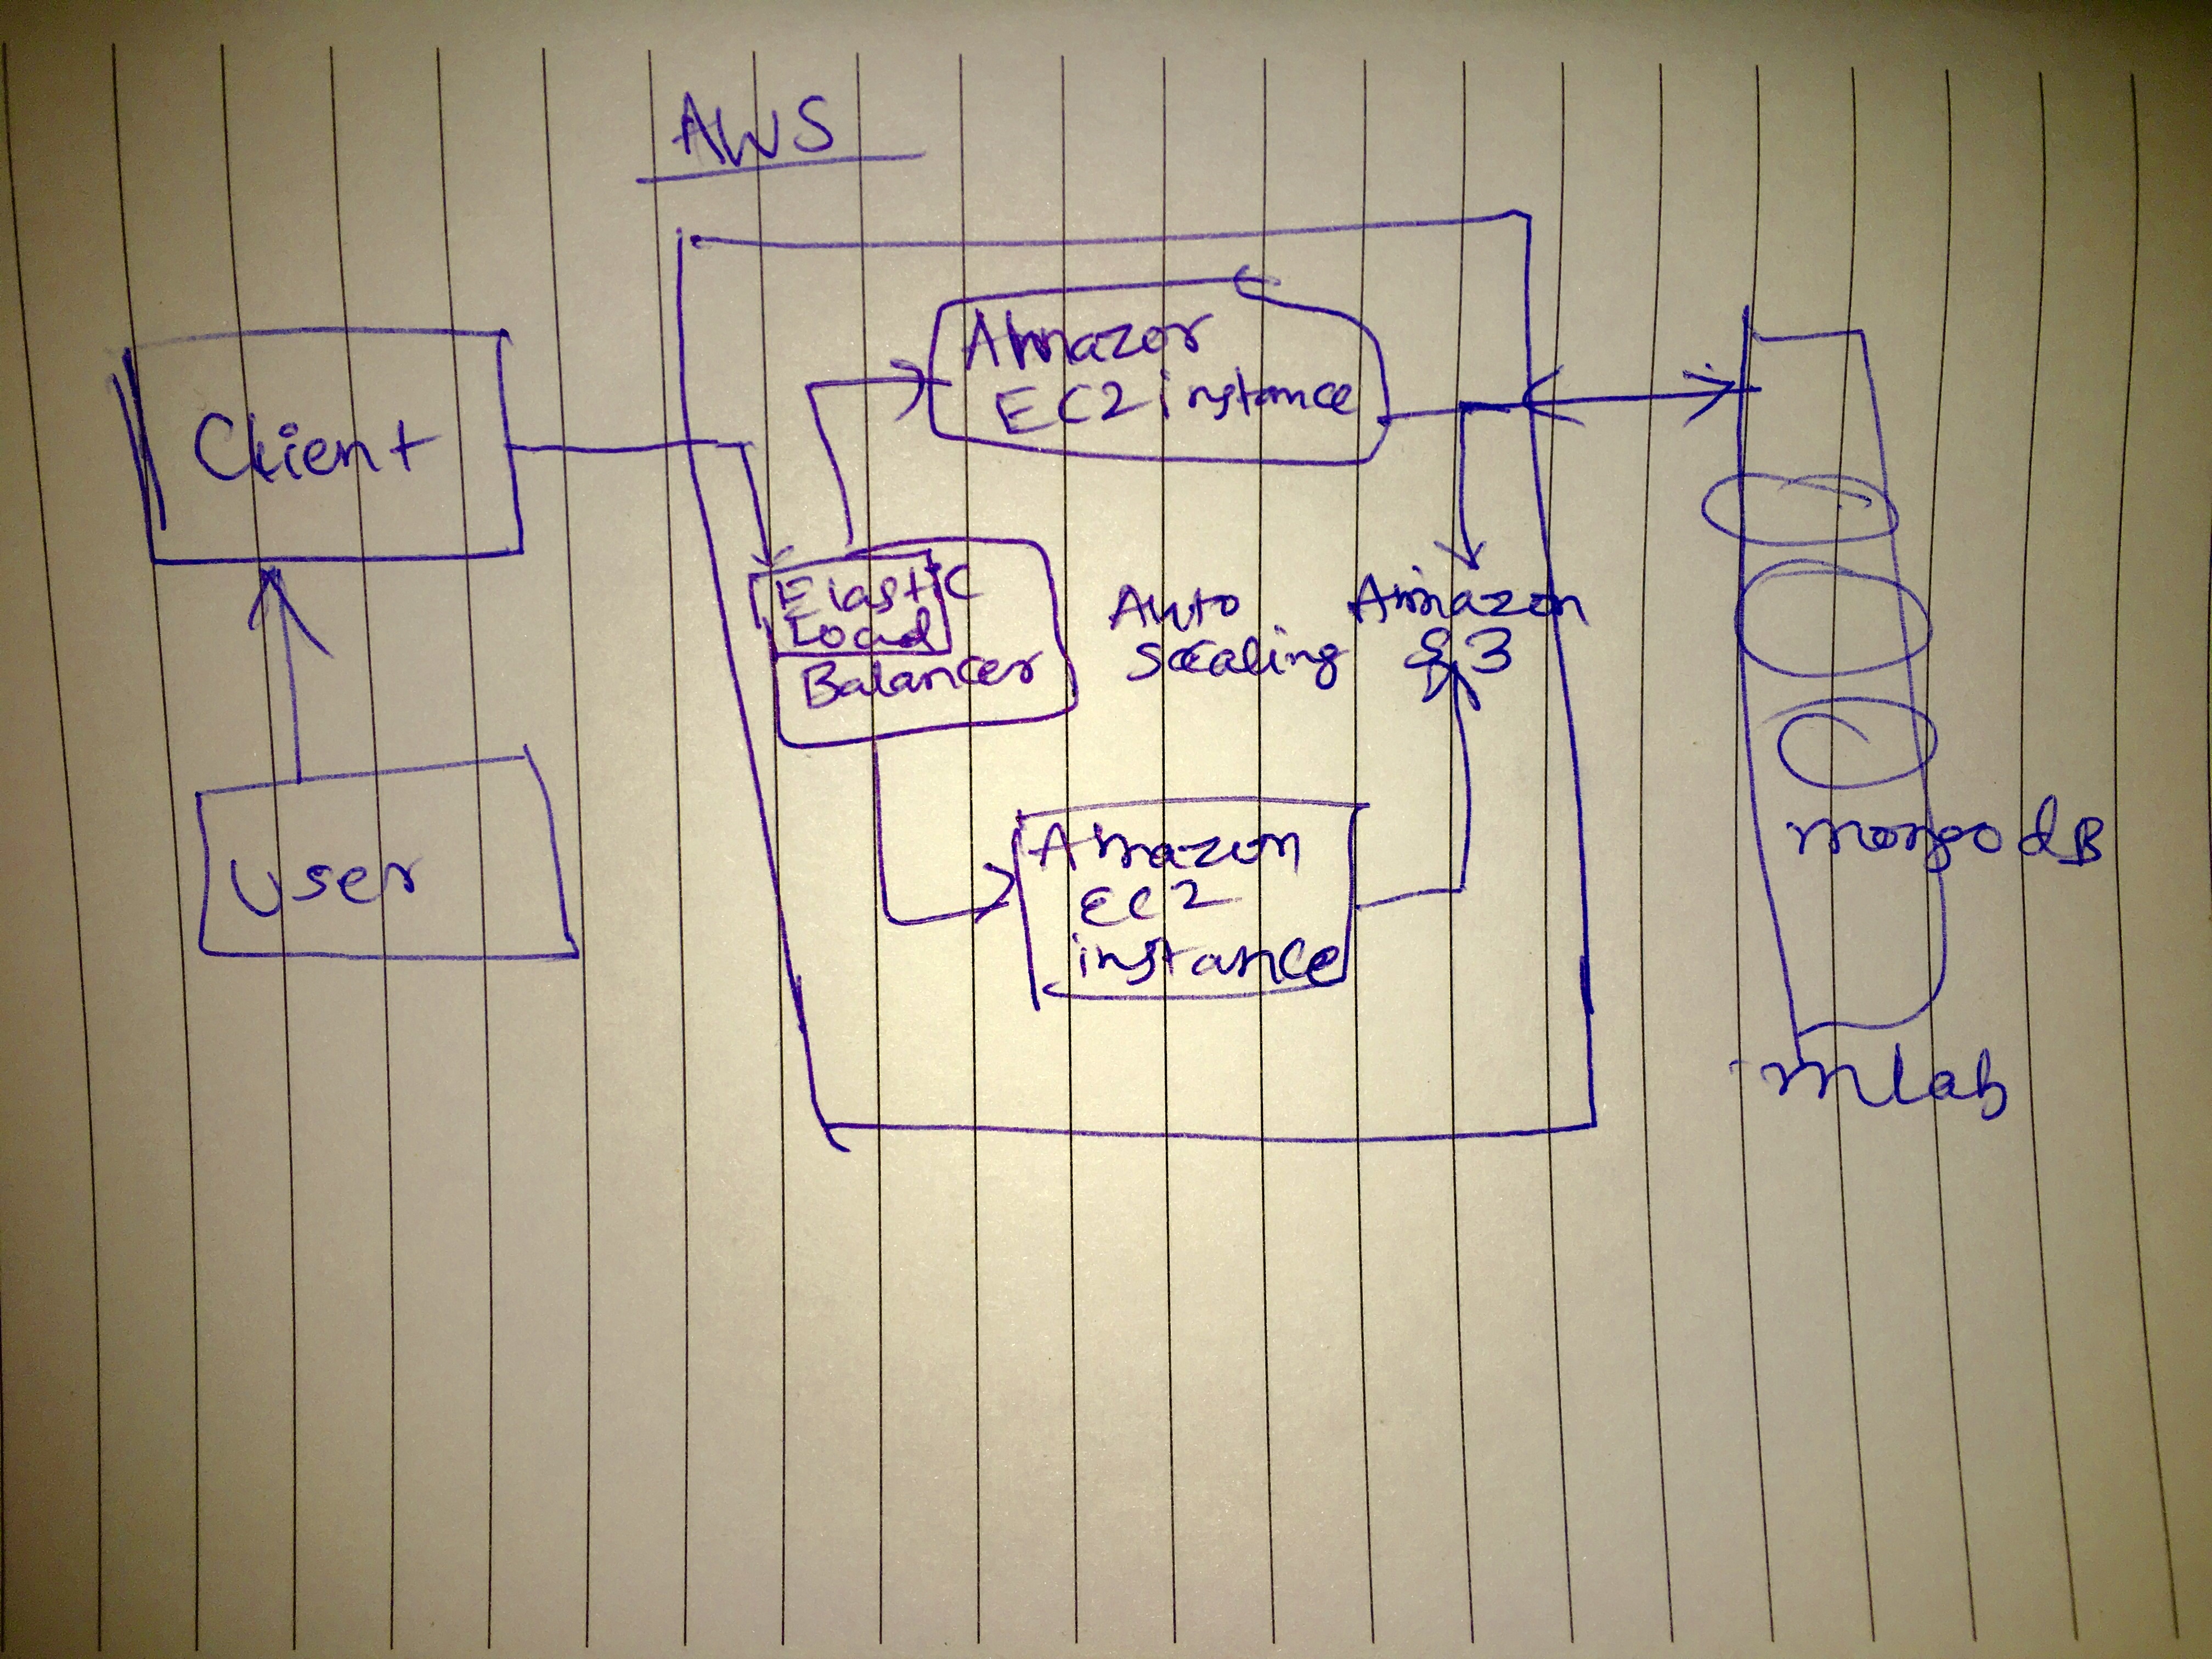 AWS
Client
User
Amazon
EC2 instance
Elastic
Load
Balancer
Auto
Scaling
Amazon
S3
Amazon
EC2
instance
mongodB
mlab